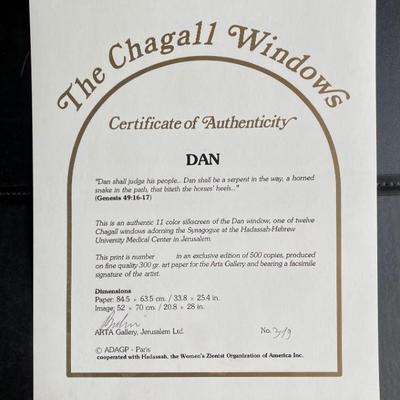 The Chagall Windows
Certificate of Authenticity
DAN
"Dan shall judge his people... Dan shall be a serpent in the way, a horned
snake in the path, that biteth the horses' heels..."
(Genesis 49:16-17)
This is an authentic 11 color silkscreen of the Dan window, one of twelve
Chagall windows adorning the Synagogue at the Hadassah-Hebrew
University Medical Center in Jerusalem.
This print is number in an exclusive edition of 500 copies, produced
on fine quality 300 gr. art paper for the Arta Gallery and bearing a facsimile
signature of the artist.
Dimensions
Paper: 84.5 x 63.5 cm. / 33.8 x 25.4 in.
Image: 52 x 70 cm. / 20.8 x 28 in.
ARTA Gallery, Jerusalem Ltd.
No.
© ADAGP - Paris
cooperated with Hadassah, the Women's Zionist Organization of America Inc.